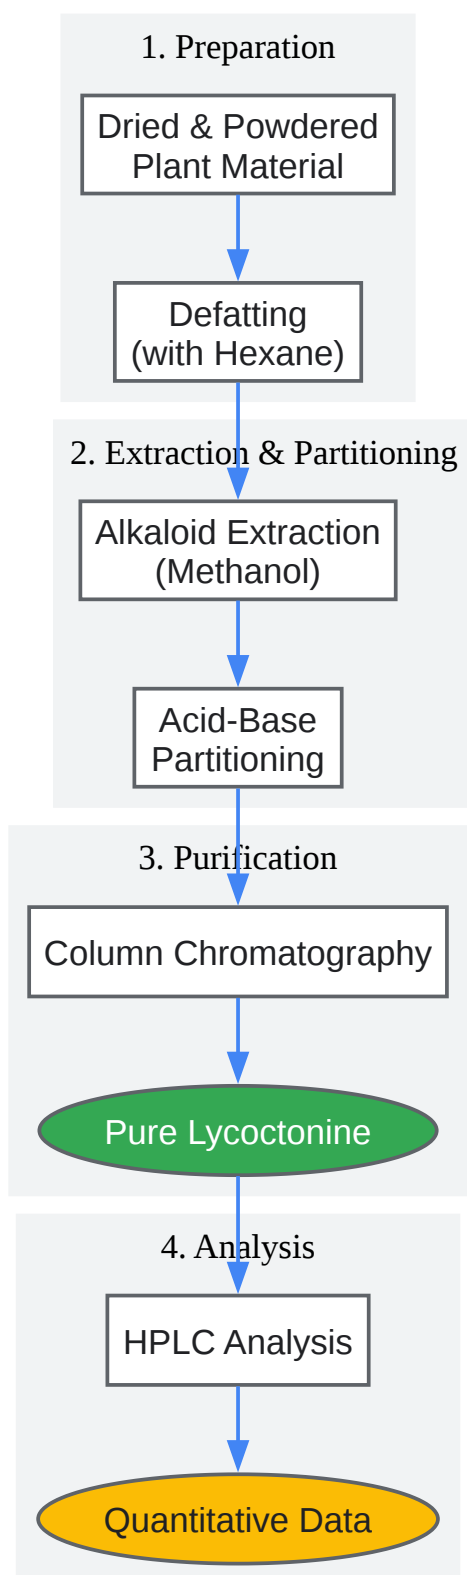 1. Preparation
Dried & Powdered
Plant Material
Defatting
(with Hexane)
2. Extraction & Partitioning
Alkaloid Extraction
(Methanol)
Acid-Base
Partitioning
3. Purification
Column Chromatography
Pure Lycoctonine
4. Analysis
HPLC Analysis
Quantitative Data